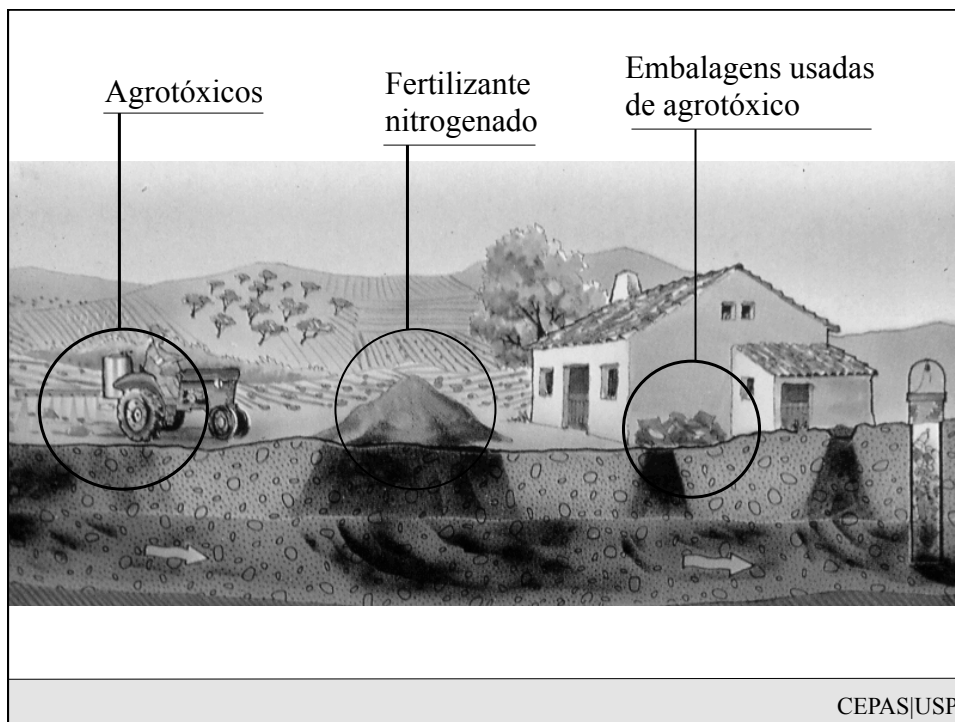 Agrotóxicos
Fertilizante
nitrogenado
Embalagens usadas
de agrotóxico
CEPAS|USP